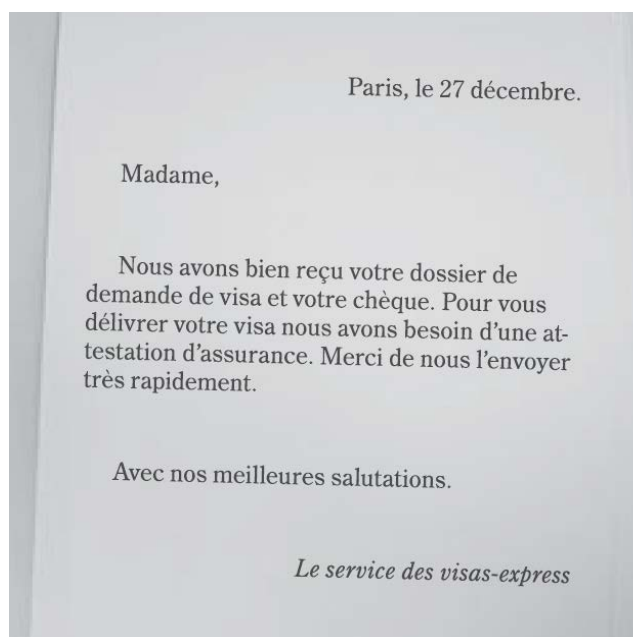 Paris, le 27 décembre.
Madame,
Nous avons bien reçu votre dossier de
demande de visa et votre chèque. Pour vous
délivrer votre visa nous avons besoin d'une at-
testation d'assurance. Merci de nous l'envoyer
très rapidement.
Avec nos meilleures salutations.
Le service des visas-express